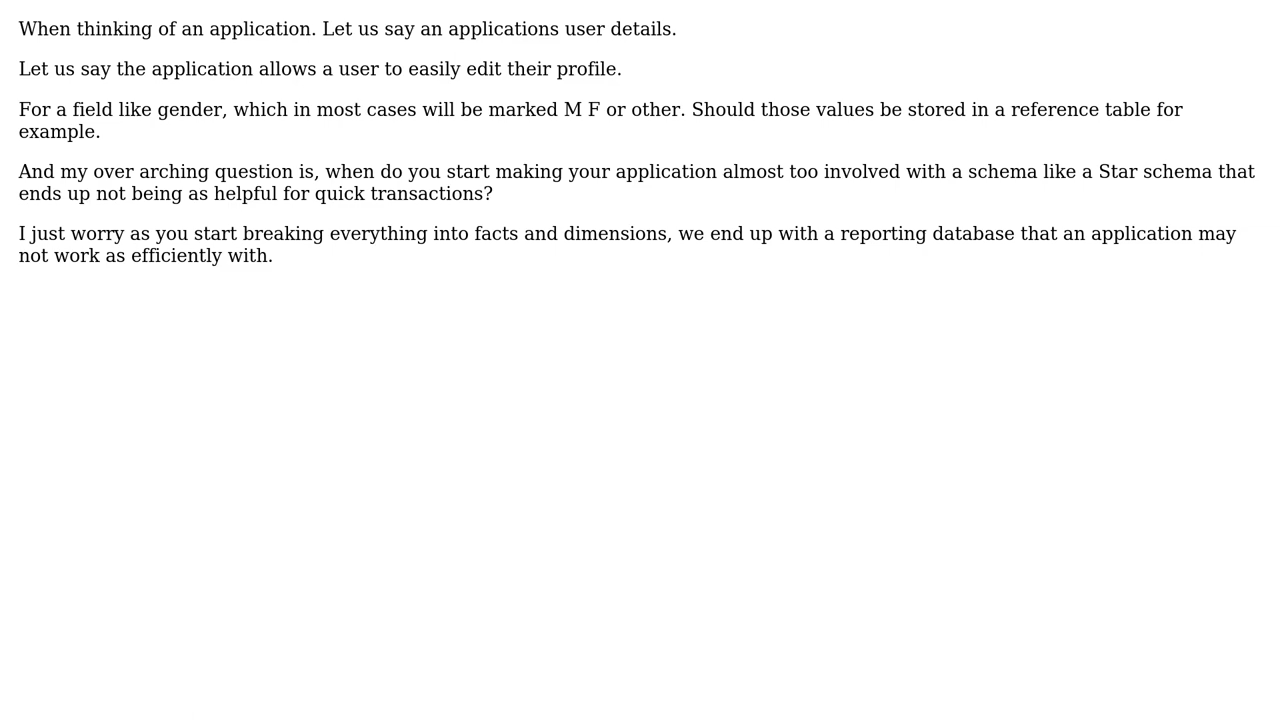 When thinking of an application. Let us say an applications user details.
Let us say the application allows a user to easily edit their profile.
For a field like gender, which in most cases will be marked M F or other. Should those values be stored in a reference table for
example.
And my over arching question is, when do you start making your application almost too involved with a schema like a Star schema that
ends up not being as helpful for quick transactions?
I just worry as you start breaking everything into facts and dimensions, we end up with a reporting database that an application may
not work as efficiently with.